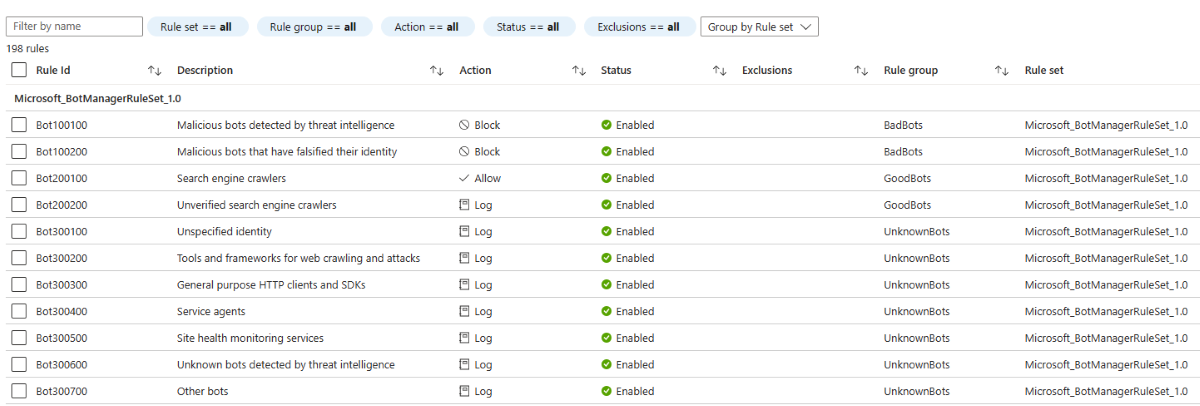 Filter by name Rule set == all Rule group == all Action == all Status == all Exclusions == all Group by Rule set
198 rules
Rule Id Description Action Status Exclusions Rule group Rule set
Microsoft_BotManagerRuleSet_1.0
Bot100100 Malicious bots detected by threat intelligence Block Enabled BadBots Microsoft_BotManagerRuleSet_1.0
Bot100200 Malicious bots that have falsified their identity Block Enabled BadBots Microsoft_BotManagerRuleSet_1.0
Bot200100 Search engine crawlers Allow Enabled GoodBots Microsoft_BotManagerRuleSet_1.0
Bot200200 Unverified search engine crawlers Log Enabled GoodBots Microsoft_BotManagerRuleSet_1.0
Bot300100 Unspecified identity Log Enabled UnknownBots Microsoft_BotManagerRuleSet_1.0
Bot300200 Tools and frameworks for web crawling and attacks Log Enabled UnknownBots Microsoft_BotManagerRuleSet_1.0
Bot300300 General purpose HTTP clients and SDKs Log Enabled UnknownBots Microsoft_BotManagerRuleSet_1.0
Bot300400 Service agents Log Enabled UnknownBots Microsoft_BotManagerRuleSet_1.0
Bot300500 Site health monitoring services Log Enabled UnknownBots Microsoft_BotManagerRuleSet_1.0
Bot300600 Unknown bots detected by threat intelligence Log Enabled UnknownBots Microsoft_BotManagerRuleSet_1.0
Bot300700 Other bots Log Enabled UnknownBots Microsoft_BotManagerRuleSet_1.0